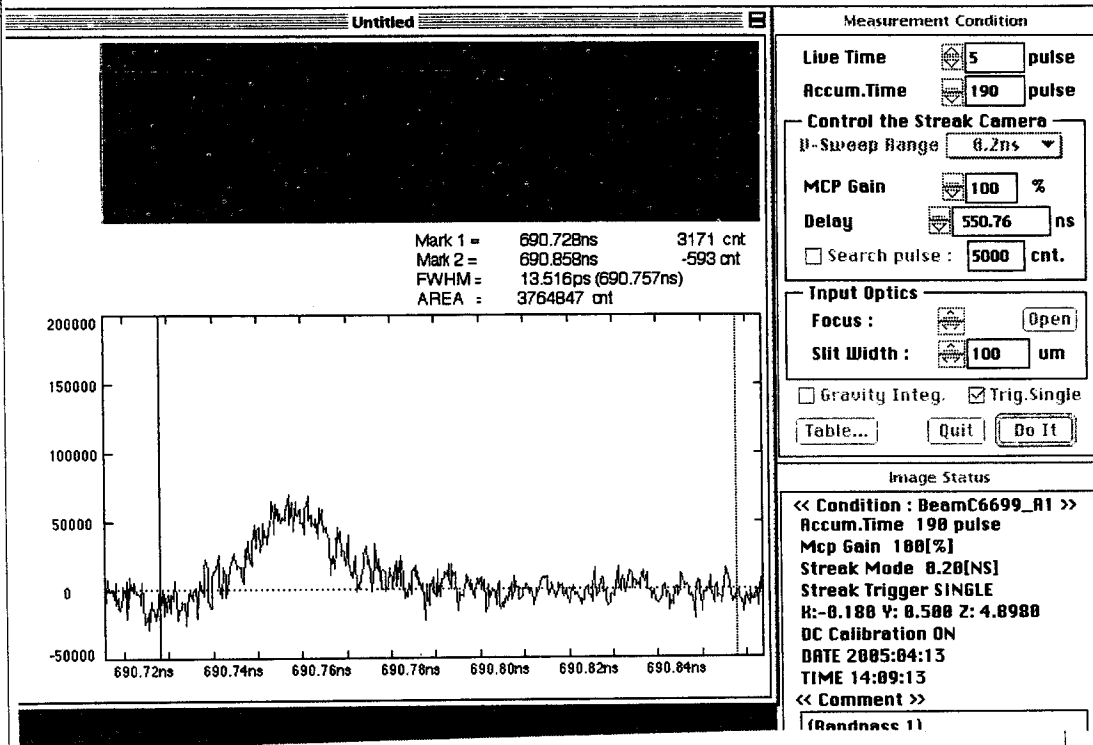 Untitled
Mark 1 = 690.728ns 3171 cnt
Mark 2 = 690.858ns -593 cnt
FWHM = 13.516ps (690.757ns)
AREA : 3764847 cnt
200000
150000
100000
50000
0
-50000
690.72ns 690.74ns 690.76ns 690.78ns 690.80ns 690.82ns 690.84ns
Measurement Condition
Live Time 5 pulse
Accum.Time 190 pulse
Control the Streak Camera
V-Sweep Range 0.2ns
MCP Gain 100 %
Delay 550.76 ns
Search pulse : 5000 cnt.
Input Optics
Focus : Open
Slit Width : 100 um
Gravity Integ. Trig.Single
Table... Quit Do It
Image Status
<< Condition : BeamC6699_A1 >>
Accum.Time 190 pulse
Mcp Gain 100[%]
Streak Mode 0.20[NS]
Streak Trigger SINGLE
X:-0.180 Y: 0.500 Z: 4.0980
DC Calibration ON
DATE 2005:04:13
TIME 14:09:13
<< Comment >>
(Bandpass 1)